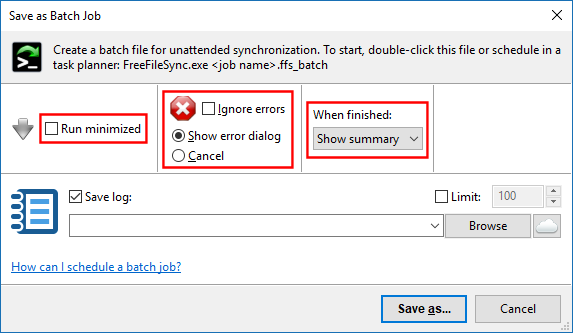 Save as Batch Job
Create a batch file for unattended synchronization. To start, double-click this file or schedule in a
task planner: FreeFileSync.exe <job name>.ffs_batch
Run minimized
Ignore errors
Show error dialog
Cancel
When finished:
Show summary
Save log:
Limit:
100
Browse
How can I schedule a batch job?
Save as...
Cancel